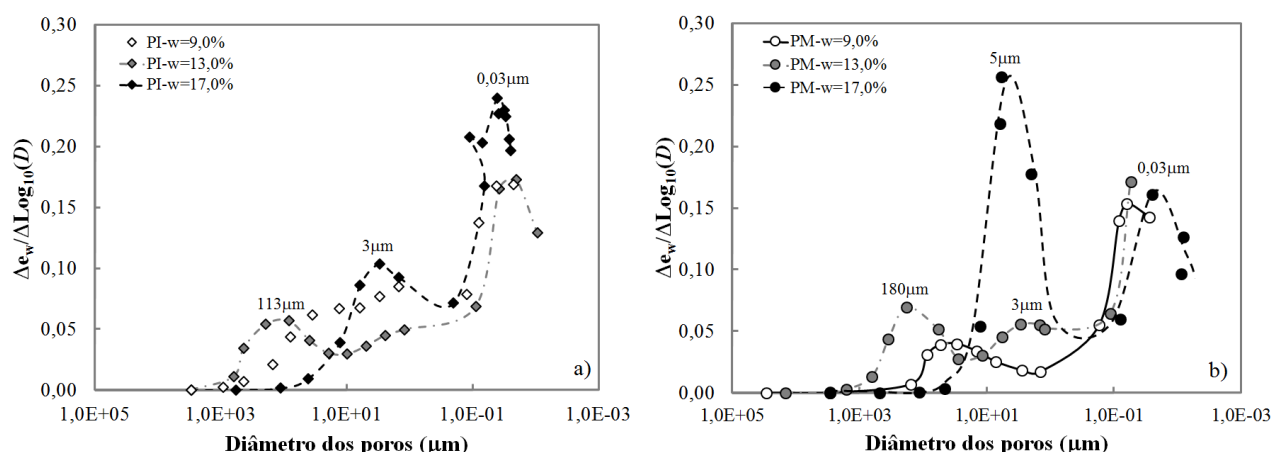 0,30
0,25
0,20
0,15
0,10
0,05
0,00
Δe_w/ΔLog₁₀(D)
PI-w=9,0%
PI-w=13,0%
PI-w=17,0%
0,03µm
3µm
113µm
a)
1,0E+05 1,0E+03 1,0E+01 1,0E-01 1,0E-03
Diâmetro dos poros (µm)
0,30
0,25
0,20
0,15
0,10
0,05
0,00
Δe_w/ΔLog₁₀(D)
PM-w=9,0%
PM-w=13,0%
PM-w=17,0%
5µm
0,03µm
180µm
3µm
b)
1,0E+05 1,0E+03 1,0E+01 1,0E-01 1,0E-03
Diâmetro dos poros (µm)